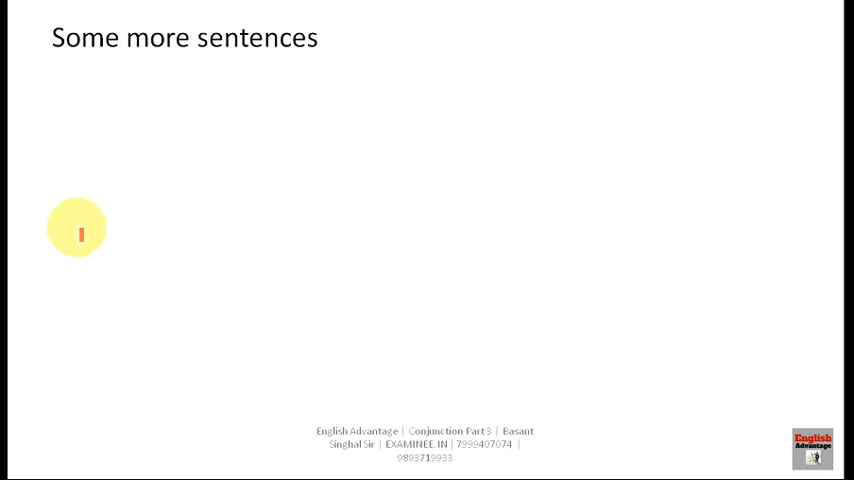 Some more sentences
English Advantage | Conjunction Part 3 | Basant
Singhal Sir | EXAMINEE.IN | 7999407074 |
9893719933
English
Advantage